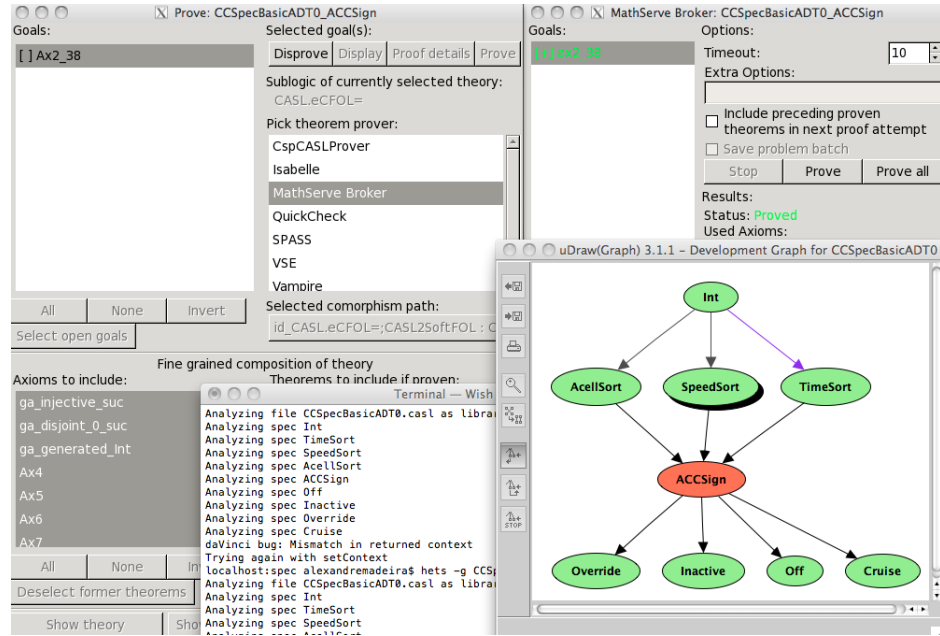 Prove: CCSpecBasicADT0_ACCSign
Goals:
[ ] Ax2_38
Selected goal(s):
Disprove Display Proof details Prove
Sublogic of currently selected theory:
CASL.eCFOL=
Pick theorem prover:
CspCASLProver
Isabelle
MathServe Broker
QuickCheck
SPASS
VSE
Vampire
All None Invert
Select open goals
Selected comorphism path:
id_CASL.eCFOL=;CASL2SoftFOL : C
Fine grained composition of theory
Axioms to include:
Theorems to include if proven:
ga_injective_suc
ga_disjoint_0_suc
ga_generated_Int
Ax4
Ax5
Ax6
Ax7
All None In
Deselect former theorems
Show theory Sho
MathServe Broker: CCSpecBasicADT0_ACCSign
Goals:
[+] Ax2_38
Options:
Timeout: 10
Extra Options:
Include preceding proven
theorems in next proof attempt
Save problem batch
Stop Prove Prove all
Results:
Status: Proved
Used Axioms:
Terminal — Wish
Analyzing file CCSpecBasicADT0.casl as librar
Analyzing spec Int
Analyzing spec TimeSort
Analyzing spec SpeedSort
Analyzing spec AcellSort
Analyzing spec ACCSign
Analyzing spec Off
Analyzing spec Inactive
Analyzing spec Override
Analyzing spec Cruise
daVinci bug: Mismatch in returned context
Trying again with setContext
localhost:spec alexandremadeira$ hets -g CCSp
Analyzing file CCSpecBasicADT0.casl as librar
Analyzing spec Int
Analyzing spec TimeSort
Analyzing spec SpeedSort
Analyzing spec AcellSort
uDraw(Graph) 3.1.1 – Development Graph for CCSpecBasicADT0
Int
AcellSort SpeedSort TimeSort
ACCSign
Override Inactive Off Cruise
STOP